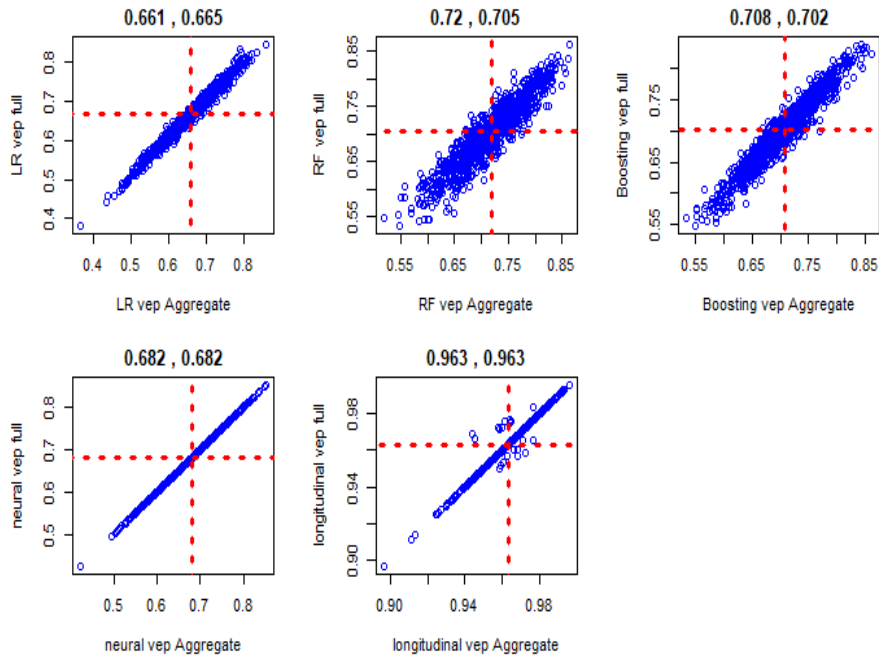 0.661 , 0.665
LR vep full
0.4 0.5 0.6 0.7 0.8
0.4 0.5 0.6 0.7 0.8
LR vep Aggregate
0.72 , 0.705
RF vep full
0.55 0.65 0.75 0.85
0.55 0.65 0.75 0.85
RF vep Aggregate
0.708 , 0.702
Boosting vep full
0.55 0.65 0.75
0.55 0.65 0.75 0.85
Boosting vep Aggregate
0.682 , 0.682
neural vep full
0.5 0.6 0.7 0.8
0.5 0.6 0.7 0.8
neural vep Aggregate
0.963 , 0.963
longitudinal vep full
0.90 0.94 0.98
0.90 0.94 0.98
longitudinal vep Aggregate